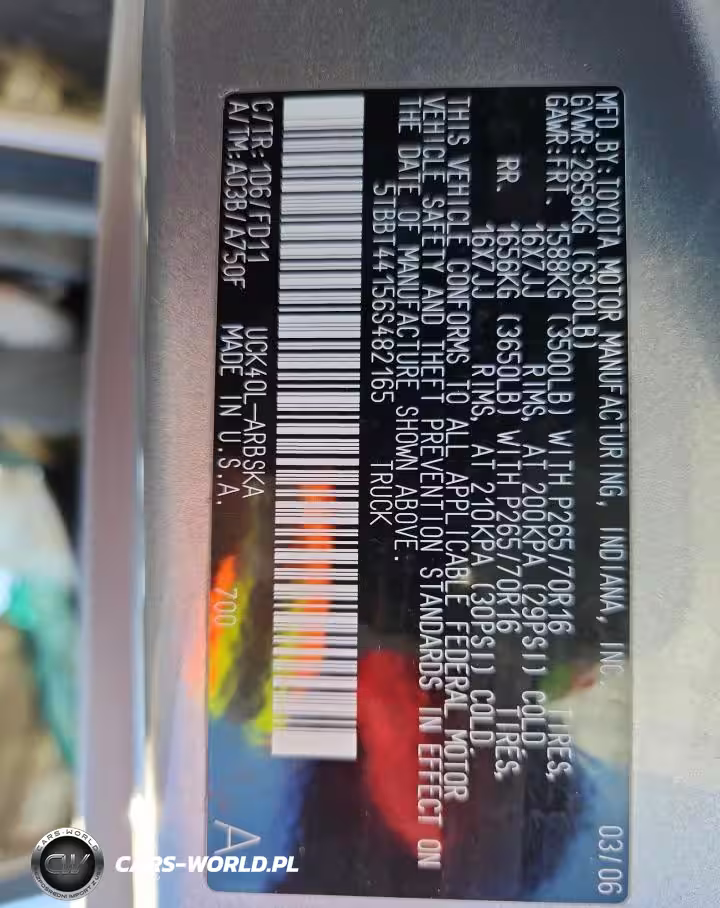 MFD.BY:TOYOTA MOTOR MANUFACTURING, INDIANA, INC. 03/06
GVWR:2858KG (6300LB)
GAWR:FRT. 1588KG (3500LB) WITH P265/70R16 TIRES,
16X7JJ RIMS, AT 200KPA (29PSI) COLD
RR. 1656KG (3650LB) WITH P265/70R16 TIRES,
16X7JJ RIMS, AT 210KPA (30PSI) COLD
THIS VEHICLE CONFORMS TO ALL APPLICABLE FEDERAL MOTOR
VEHICLE SAFETY AND THEFT PREVENTION STANDARDS IN EFFECT ON
THE DATE OF MANUFACTURE SHOWN ABOVE.
5TBBT44156S482165 TRUCK
C/TR: 1D6/FD11 UCK40L-ARBSKA
A/TM: A03B/A750F MADE IN U.S.A. 700 A
CARS-WORLD
CW
CARS-WORLD.PL